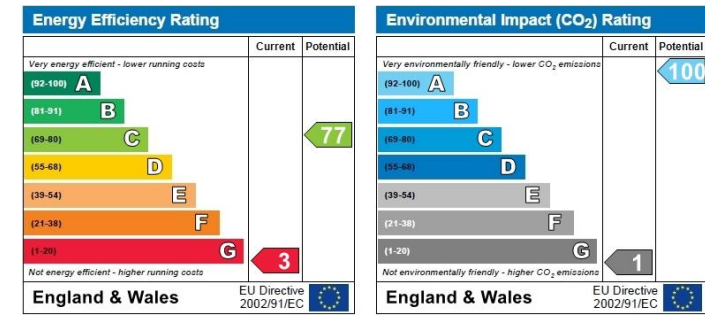 Energy Efficiency Rating
Current Potential
Very energy efficient - lower running costs
(92-100) A
(81-91) B
(69-80) C
77
(55-68) D
(39-54) E
(21-38) F
(1-20) G
3
Not energy efficient - higher running costs
England & Wales
EU Directive
2002/91/EC
Environmental Impact (CO2) Rating
Current Potential
Very environmentally friendly - lower CO2 emissions
(92-100) A
100
(81-91) B
(69-80) C
(55-68) D
(39-54) E
(21-38) F
(1-20) G
1
Not environmentally friendly - higher CO2 emissions
England & Wales
EU Directive
2002/91/EC